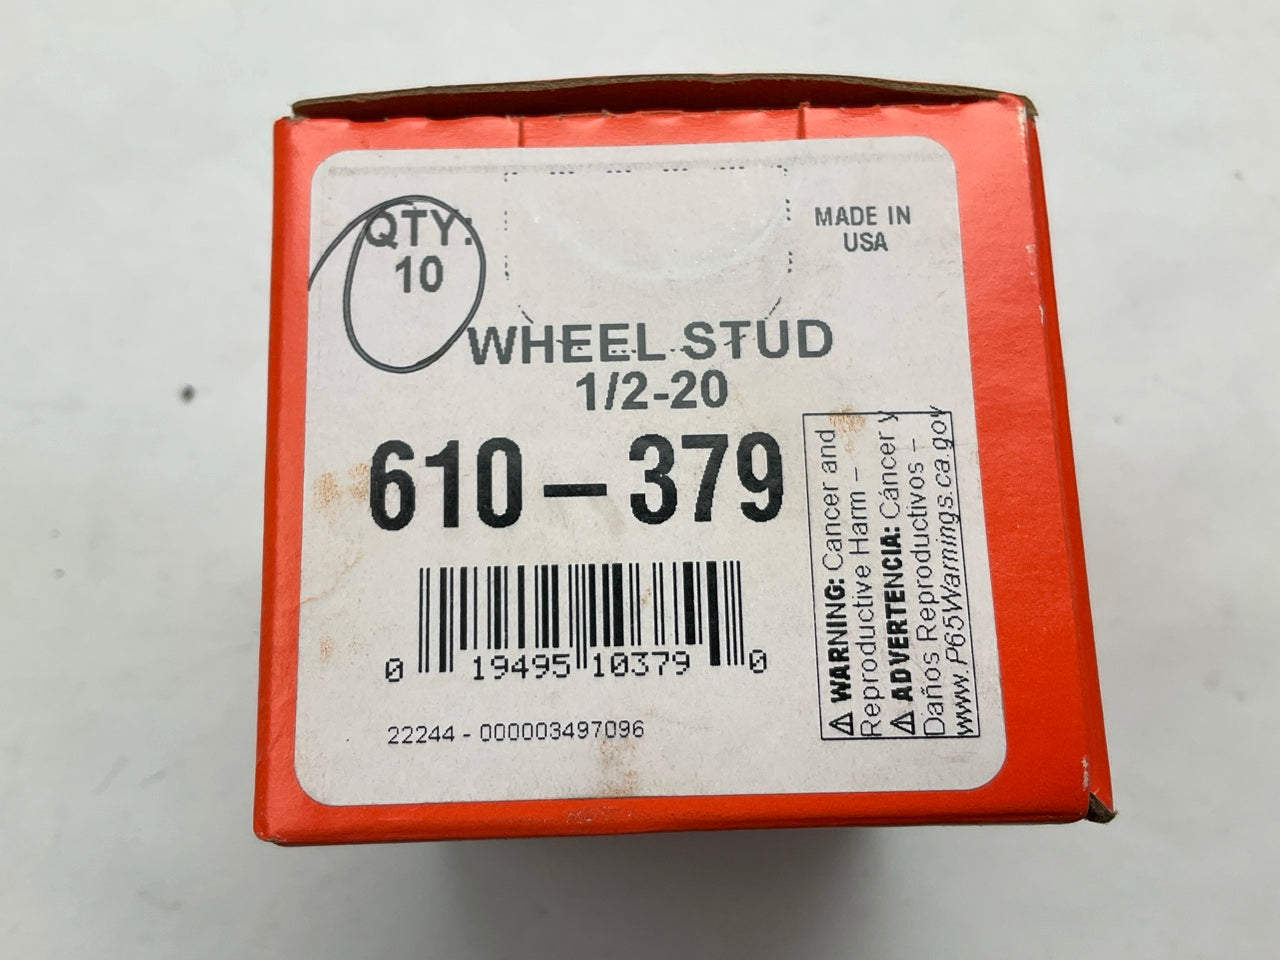 QTY:
10
MADE IN
USA
WHEEL STUD
1/2-20
610-379
0 19495 10379 0
22244 - 000003497096
⚠ WARNING: Cancer and
Reproductive Harm -
⚠ ADVERTENCIA: Cáncer y
Daños Reproductivos -
www.P65Warnings.ca.gov